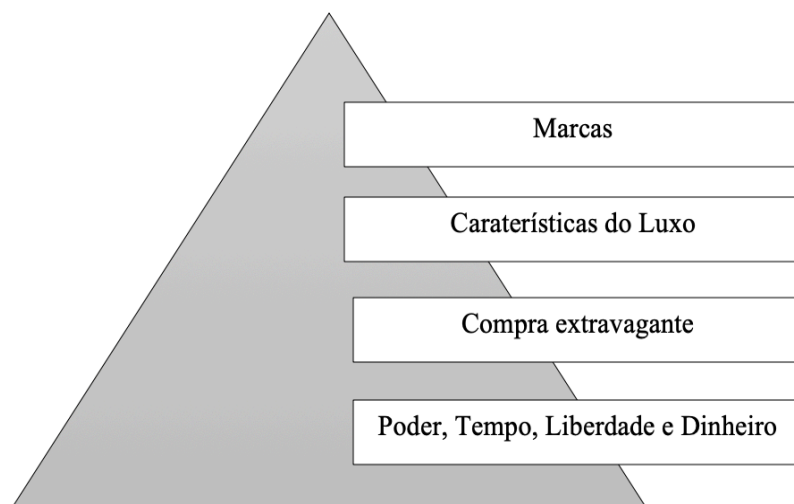 Marcas
Caraterísticas do Luxo
Compra extravagante
Poder, Tempo, Liberdade e Dinheiro